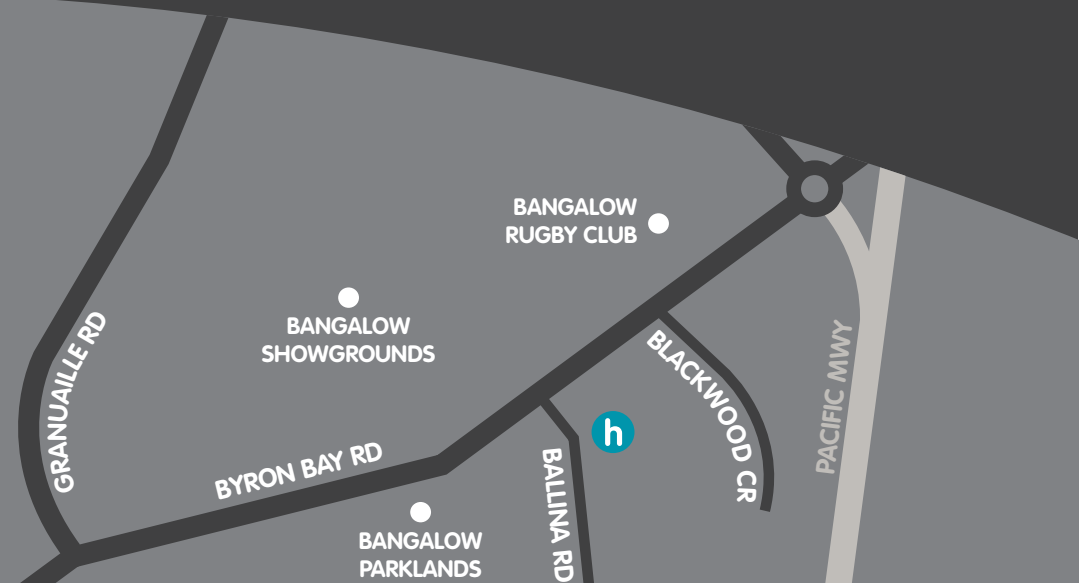 BANGALOW
RUGBY CLUB
BANGALOW
SHOWGROUNDS
GRANUAILLE RD
BLACKWOOD CR
PACIFIC MWY
h
BYRON BAY RD
BALLINA RD
BANGALOW
PARKLANDS